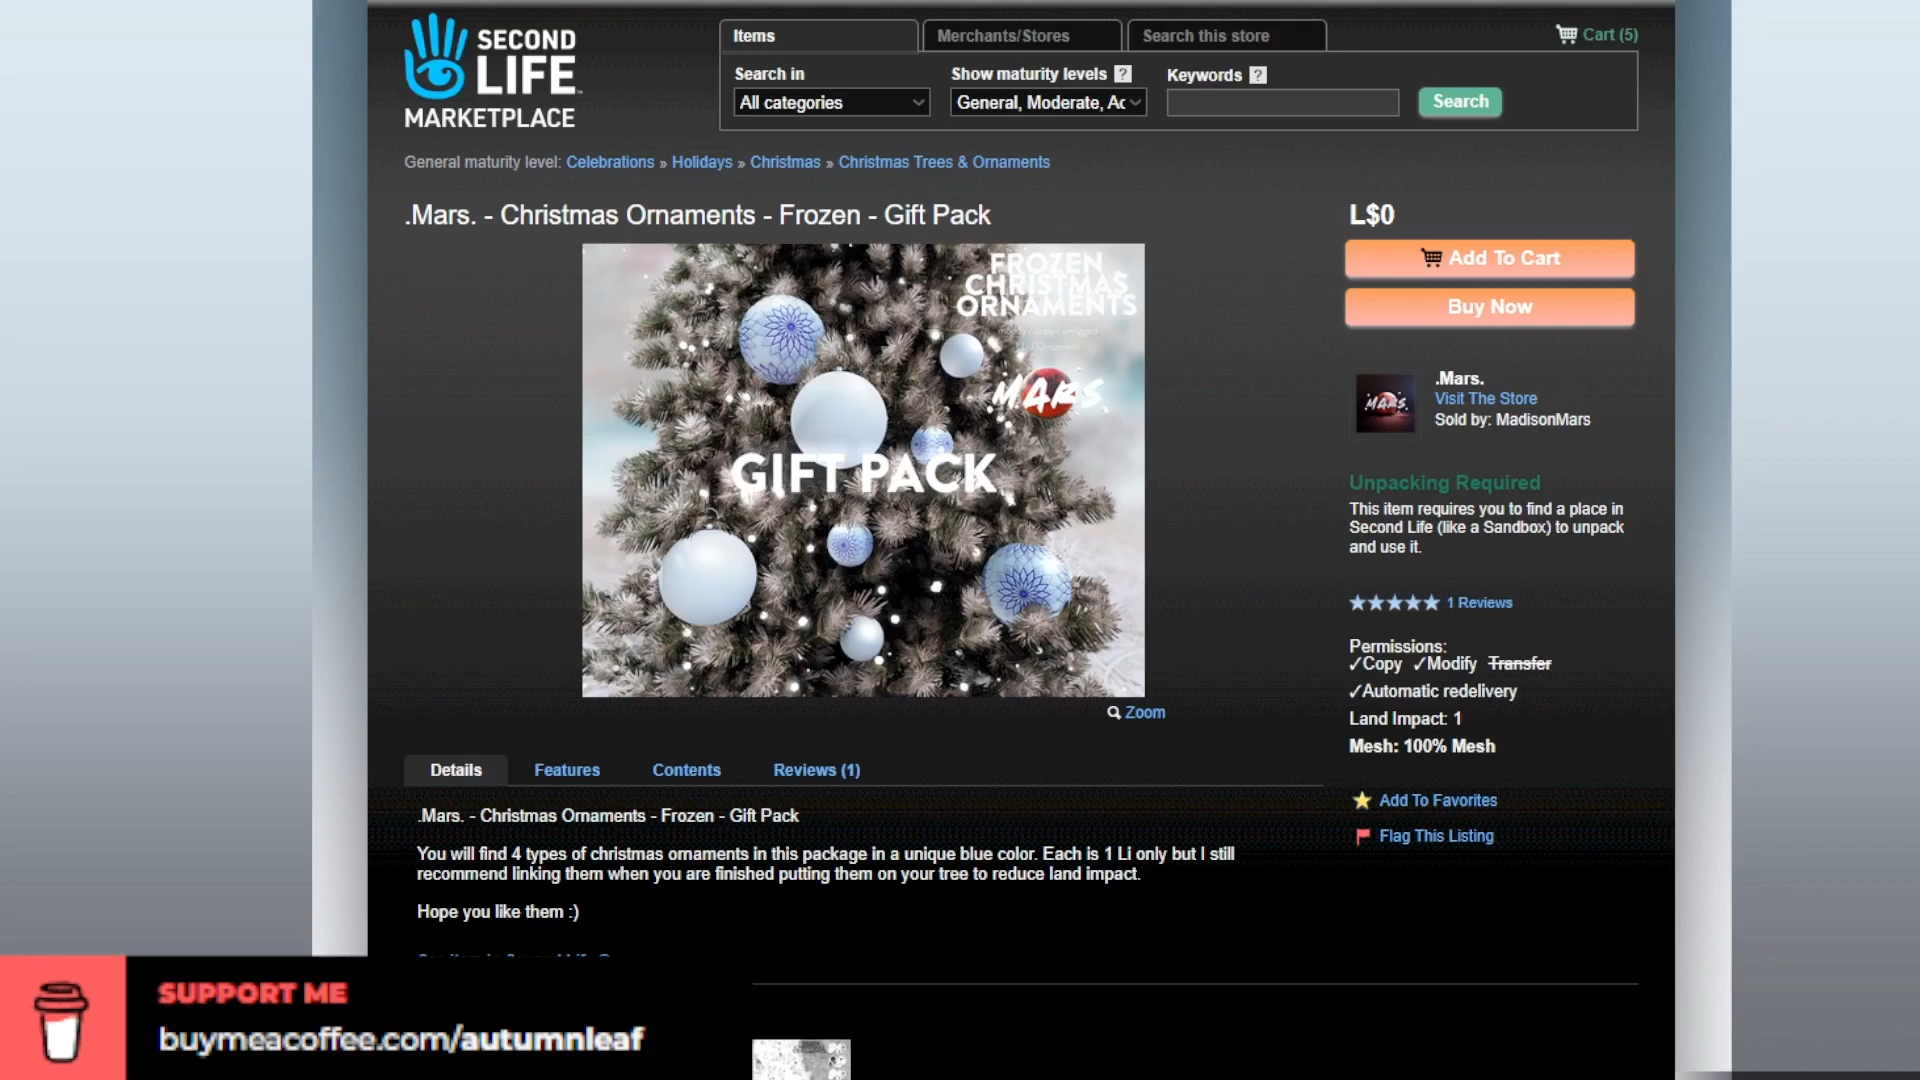 SECOND
LIFE
MARKETPLACE
Items
Merchants/Stores
Search this store
Cart (5)
Search in
Show maturity levels ?
Keywords ?
All categories
General, Moderate, Ac
Search
General maturity level: Celebrations » Holidays » Christmas » Christmas Trees & Ornaments
.Mars. - Christmas Ornaments - Frozen - Gift Pack
L$0
FROZEN
CHRISTMAS
ORNAMENTS
MARS.
GIFT PACK
Zoom
Add To Cart
Buy Now
MARS.
.Mars.
Visit The Store
Sold by: MadisonMars
Unpacking Required
This item requires you to find a place in
Second Life (like a Sandbox) to unpack
and use it.
1 Reviews
Permissions:
✓Copy ✓Modify Transfer
✓Automatic redelivery
Land Impact: 1
Mesh: 100% Mesh
Add To Favorites
Flag This Listing
Details
Features
Contents
Reviews (1)
.Mars. - Christmas Ornaments - Frozen - Gift Pack
You will find 4 types of christmas ornaments in this package in a unique blue color. Each is 1 Li only but I still
recommend linking them when you are finished putting them on your tree to reduce land impact.
Hope you like them :)
SUPPORT ME
buymeacoffee.com/autumnleaf